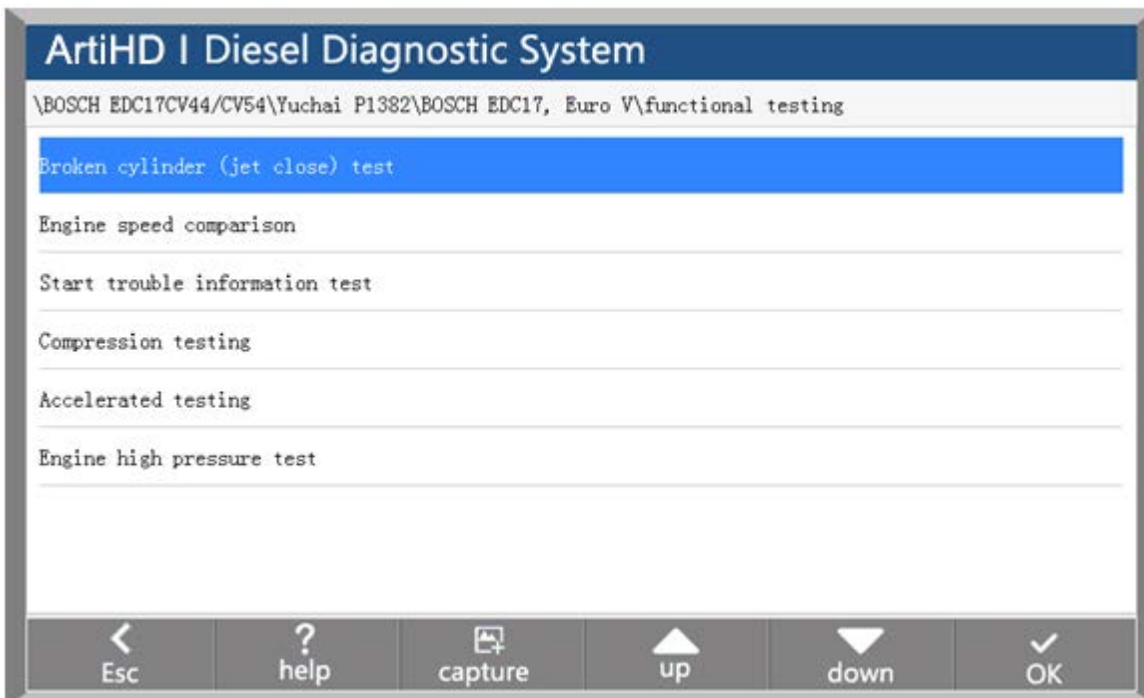 ArtiHD I Diesel Diagnostic System
\BOSCH EDC17CV44/CV54\Yuchai P1382\BOSCH EDC17, Euro V\functional testing
Broken cylinder (jet close) test
Engine speed comparison
Start trouble information test
Compression testing
Accelerated testing
Engine high pressure test
Esc ? help capture up down OK